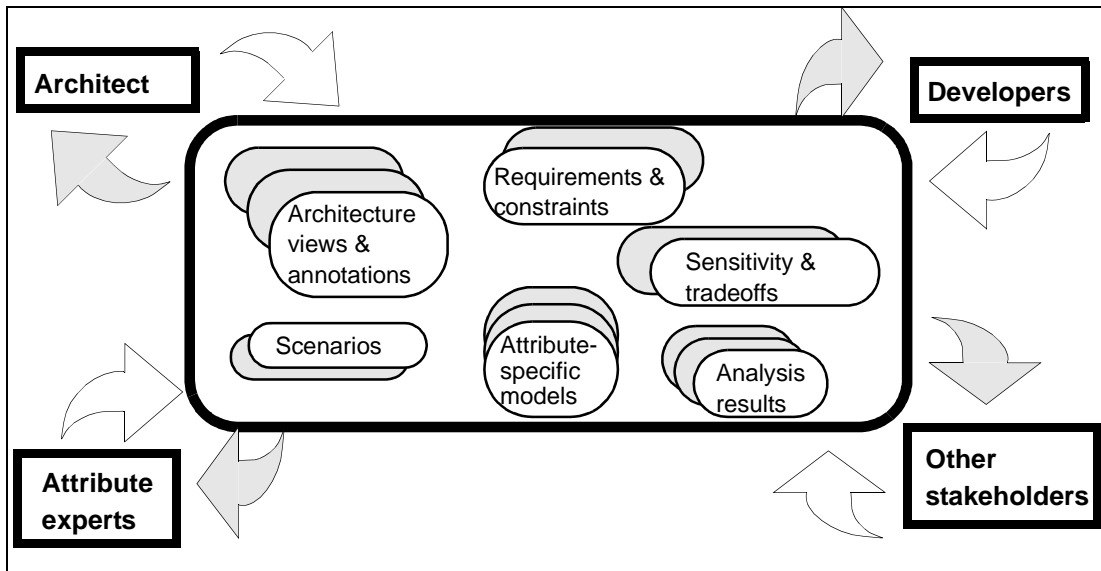 Architect
Developers
Requirements &
constraints
Architecture
views &
annotations
Sensitivity &
tradeoffs
Scenarios
Attribute-
specific
models
Analysis
results
Attribute
experts
Other
stakeholders